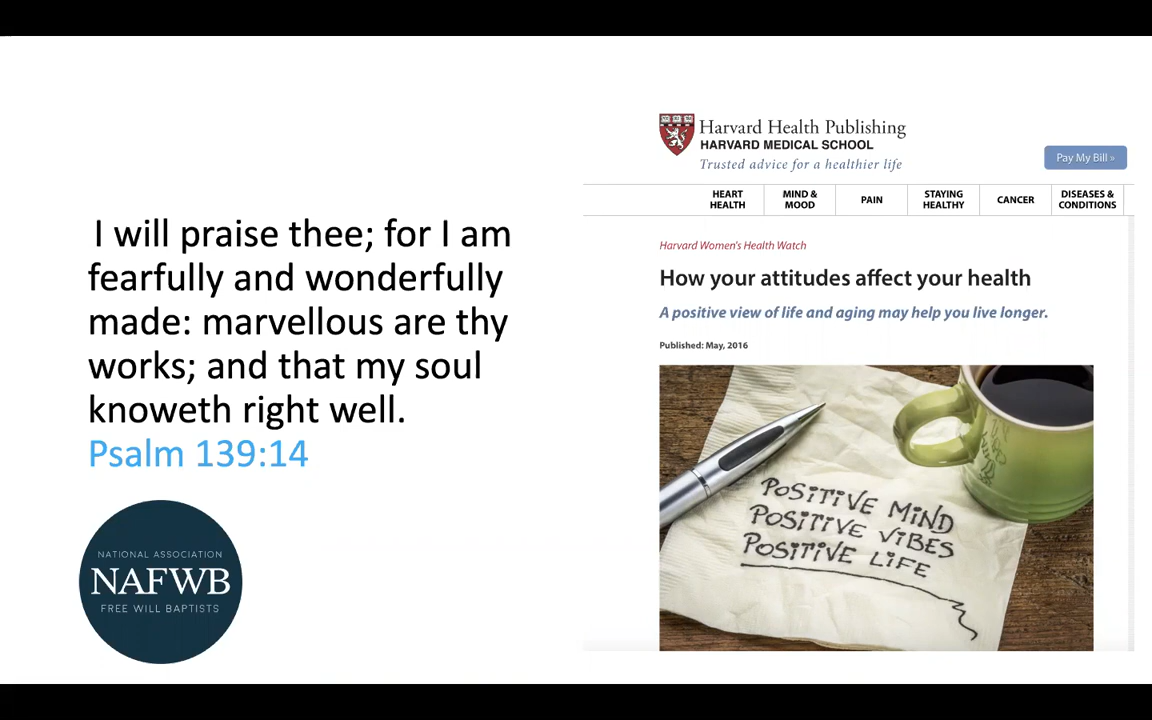 I will praise thee; for I am
fearfully and wonderfully
made: marvellous are thy
works; and that my soul
knoweth right well.
Psalm 139:14
NATIONAL ASSOCIATION
NAFWB
FREE WILL BAPTISTS
Harvard Health Publishing
HARVARD MEDICAL SCHOOL
Trusted advice for a healthier life
Pay My Bill »
HEART HEALTH
MIND & MOOD
PAIN
STAYING HEALTHY
CANCER
DISEASES & CONDITIONS
Harvard Women's Health Watch
How your attitudes affect your health
A positive view of life and aging may help you live longer.
Published: May, 2016
POSITIVE MIND
POSITIVE VIBES
POSITIVE LIFE